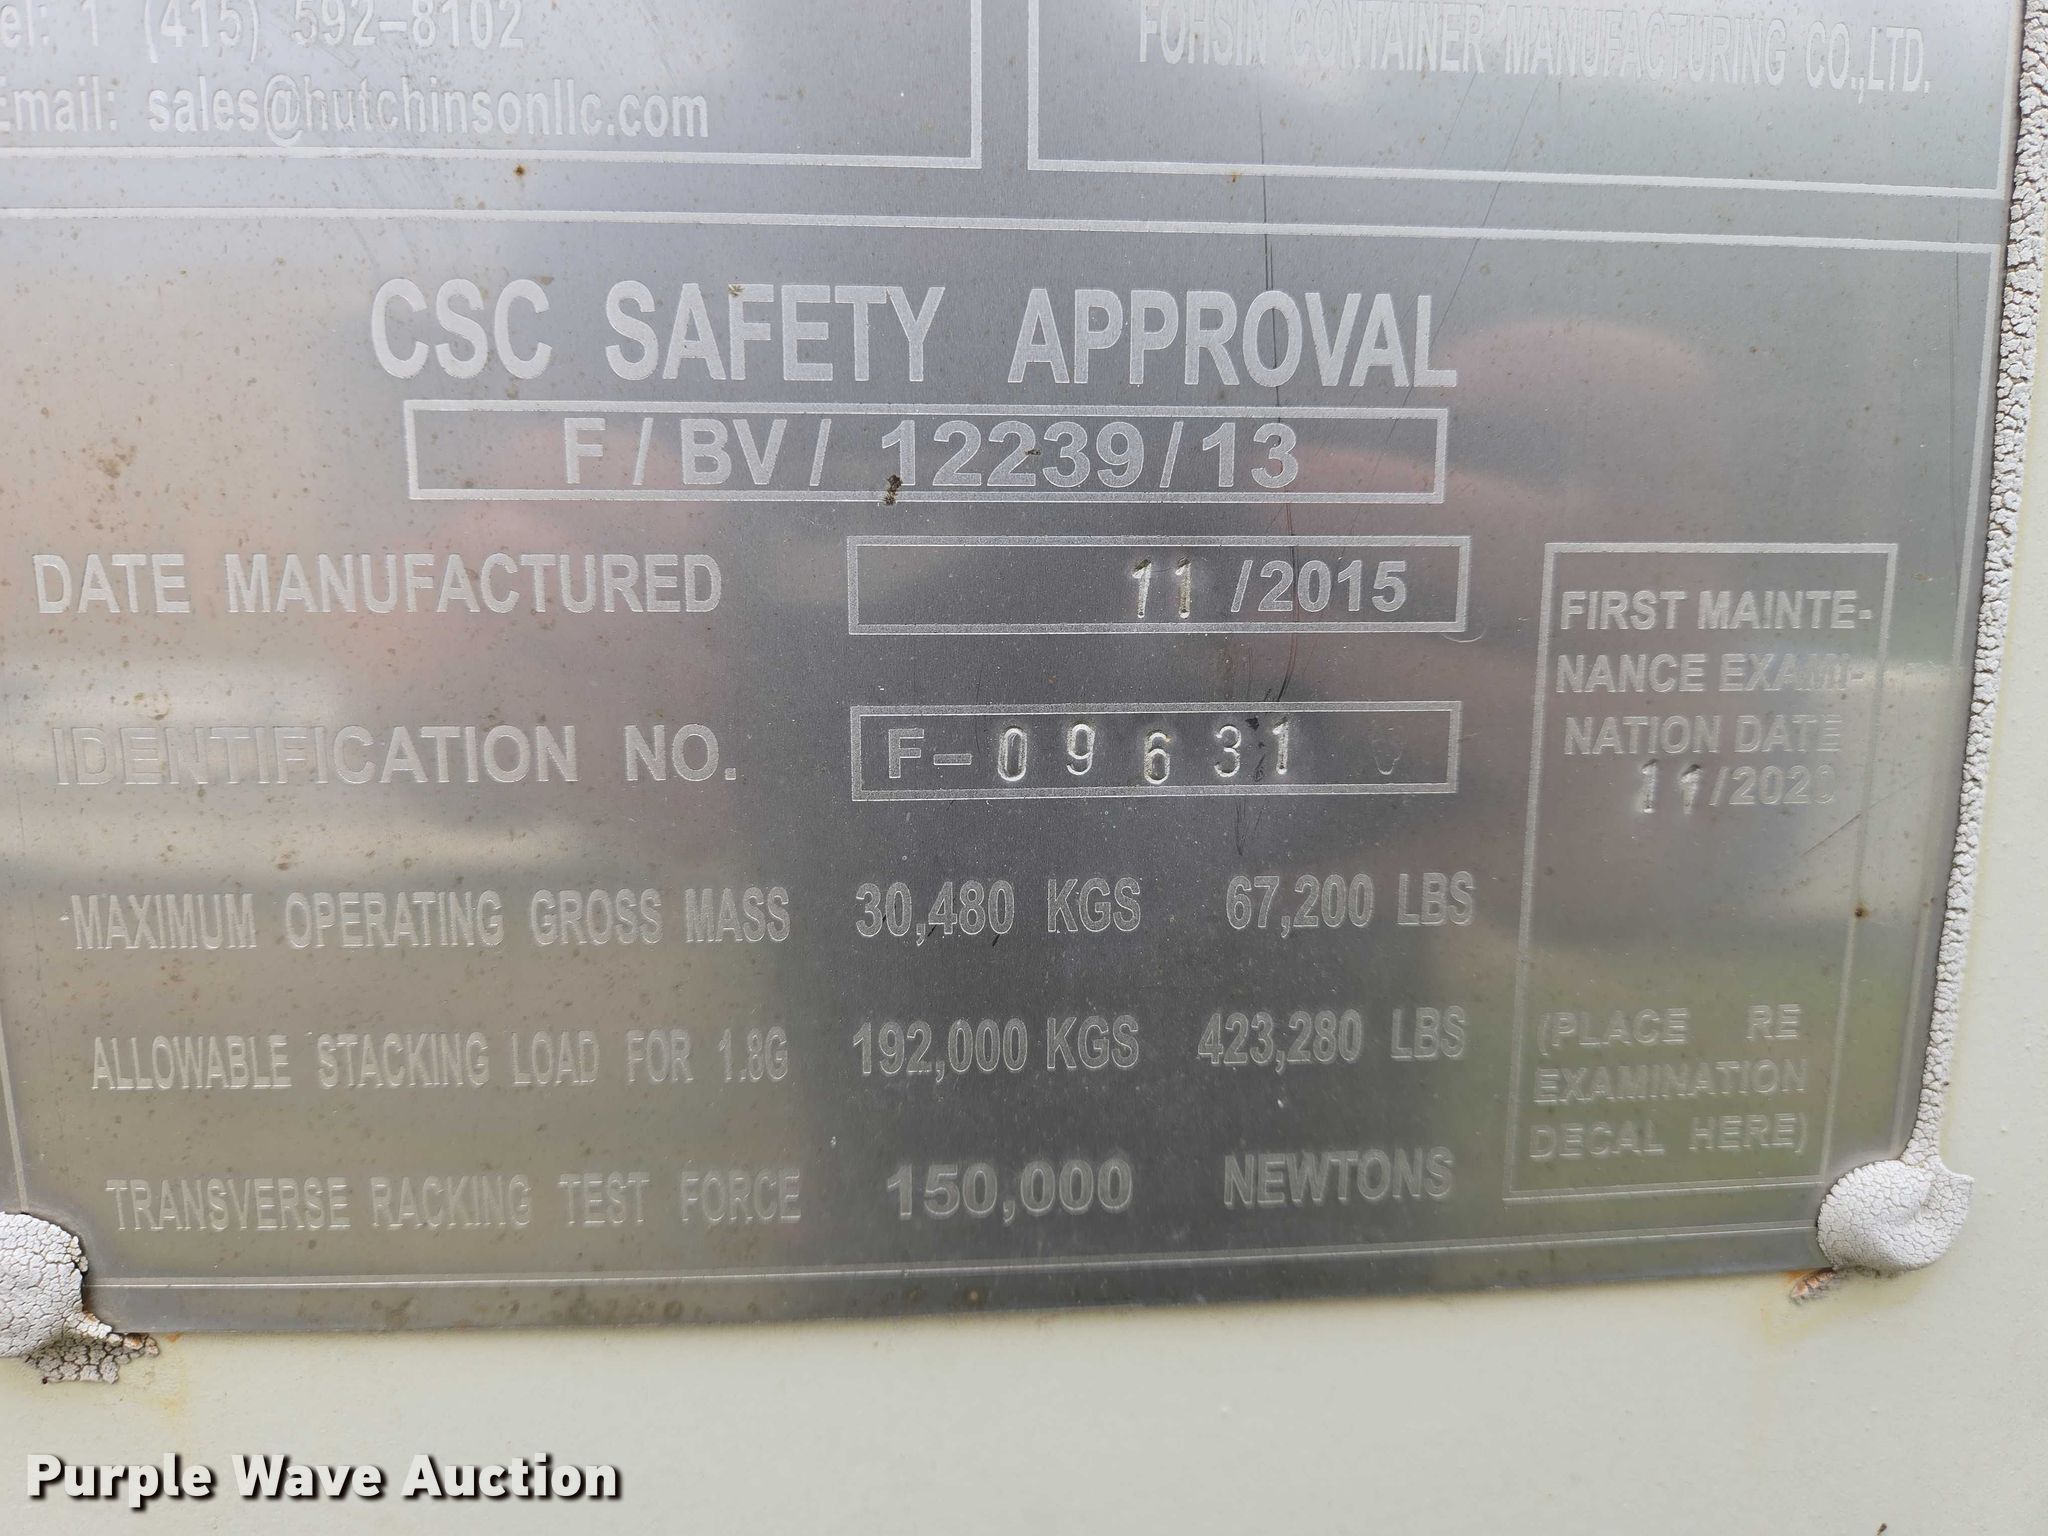 el: 1 (415) 592-8102
Email: sales@hutchinsonllc.com
FOHSIN CONTAINER MANUFACTURING CO.,LTD.
CSC SAFETY APPROVAL
F/BV/ 12239/13
DATE MANUFACTURED 11/2015
IDENTIFICATION NO. F-09631
MAXIMUM OPERATING GROSS MASS 30,480 KGS 67,200 LBS
ALLOWABLE STACKING LOAD FOR 1.8G 192,000 KGS 423,280 LBS
TRANSVERSE RACKING TEST FORCE 150,000 NEWTONS
FIRST MAINTE-
NANCE EXAMI-
NATION DATE
11/2020
(PLACE RE
EXAMINATION
DECAL HERE)
Purple Wave Auction